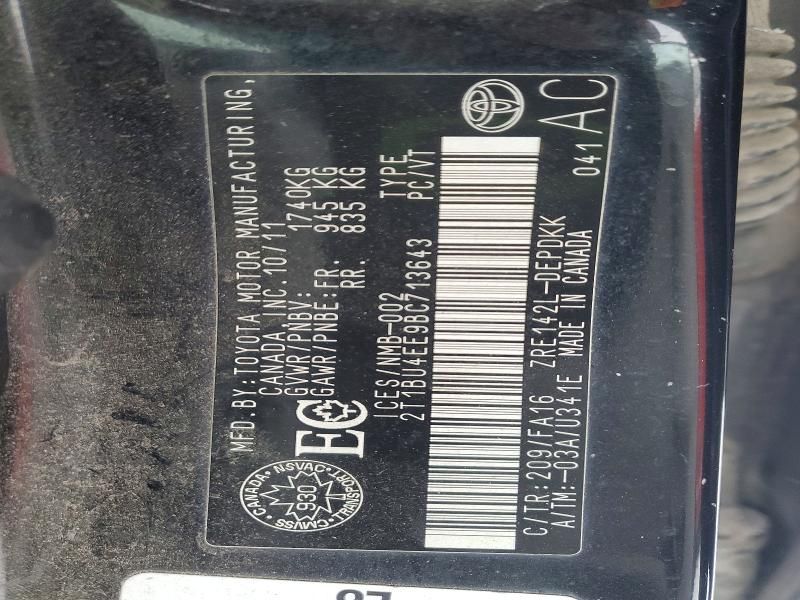 MFD.BY:TOYOTA MOTOR MANUFACTURING,
CANADA INC.10/11
GVWR/PNBV: 1740KG
GAWR/PNBE:FR. 945 KG
RR. 835 KG
CANADA • NSVAC • TRANSPORT • CMVSS •
930
EC
ICES/NMB-002
2T1BU4EE9BC713643
TYPE
PC/VT
C/TR:209/FA16 ZRE142L-DEPDKK
A/TM:-03A/U341E MADE IN CANADA
041 AC